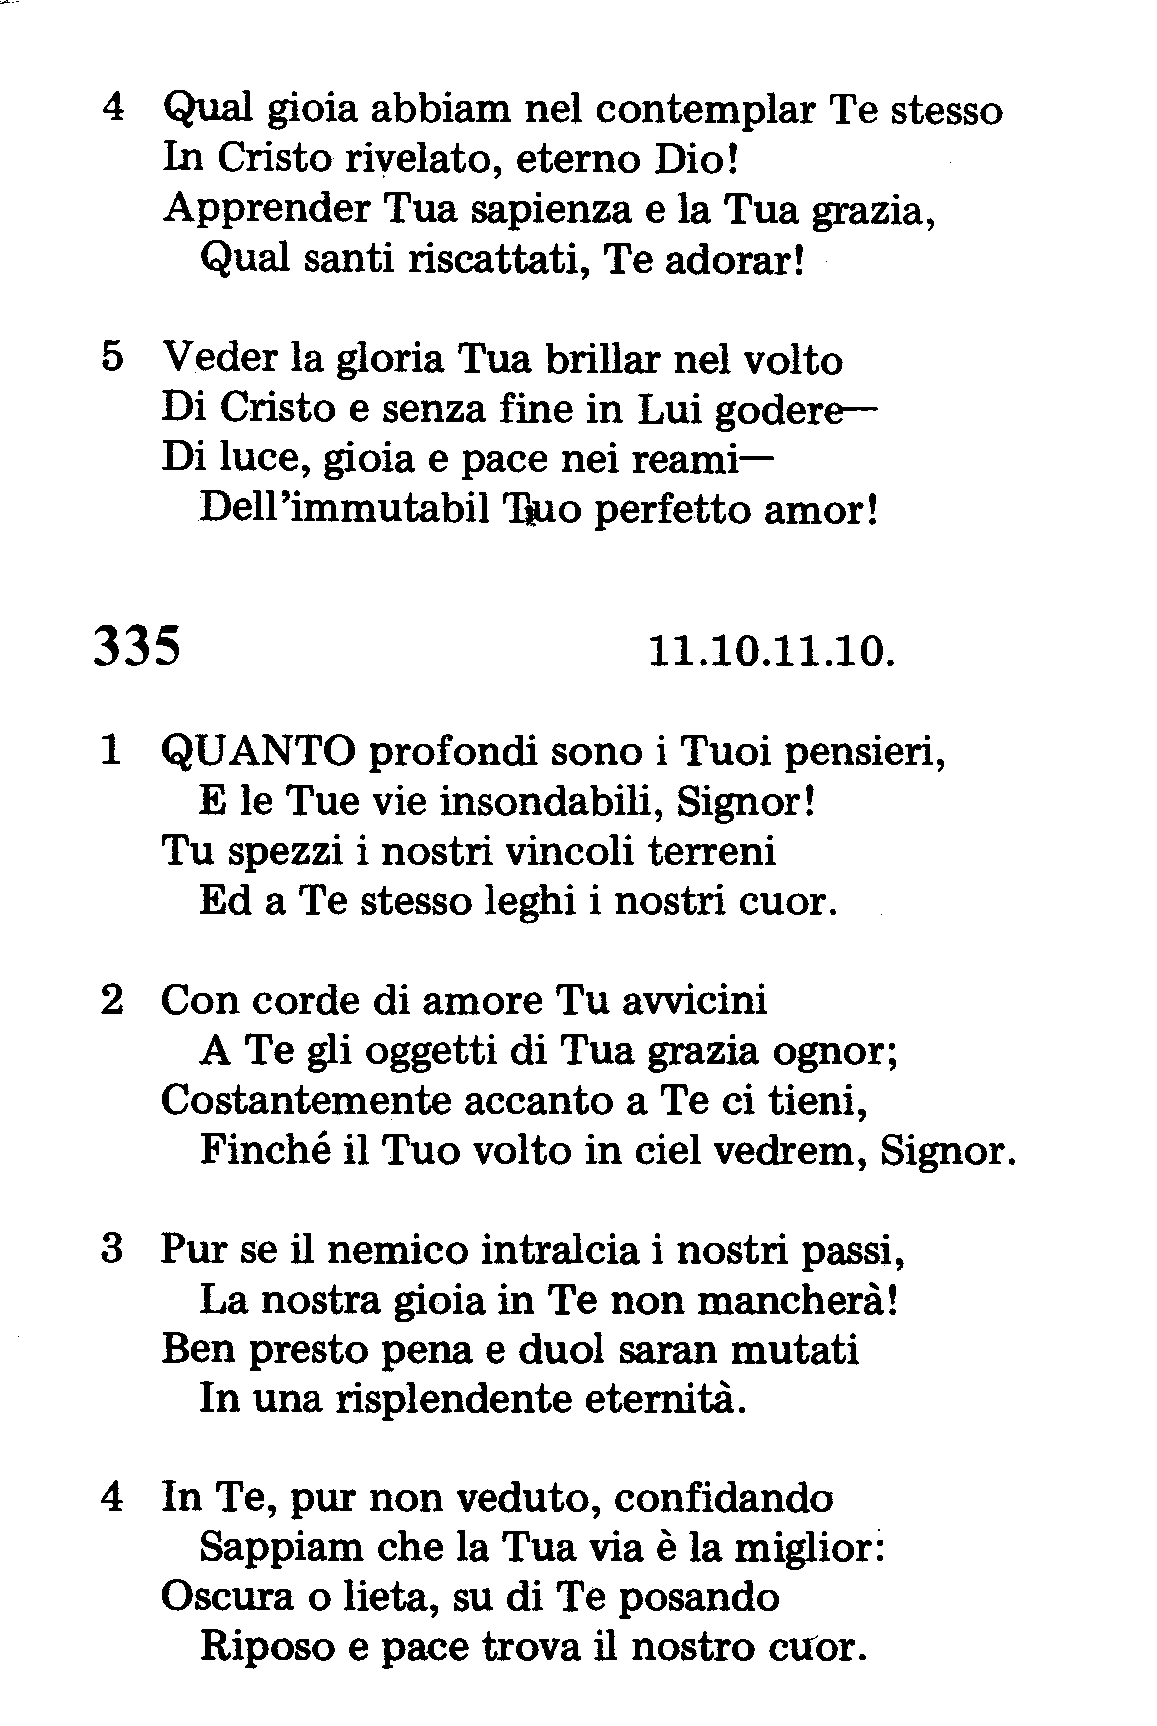 4 Qual gioia abbiam nel contemplar Te stesso
In Cristo rivelato, eterno Dio!
Apprender Tua sapienza e la Tua grazia,
Qual santi riscattati, Te adorar!
5 Veder la gloria Tua brillar nel volto
Di Cristo e senza fine in Lui godere—
Di luce, gioia e pace nei reami—
Dell'immutabil Tuo perfetto amor!
335 11.10.11.10.
1 QUANTO profondi sono i Tuoi pensieri,
E le Tue vie insondabili, Signor!
Tu spezzi i nostri vincoli terreni
Ed a Te stesso leghi i nostri cuor.
2 Con corde di amore Tu avvicini
A Te gli oggetti di Tua grazia ognor;
Costantemente accanto a Te ci tieni,
Finché il Tuo volto in ciel vedrem, Signor.
3 Pur se il nemico intralcia i nostri passi,
La nostra gioia in Te non mancherà!
Ben presto pena e duol saran mutati
In una risplendente eternità.
4 In Te, pur non veduto, confidando
Sappiam che la Tua via è la miglior:
Oscura o lieta, su di Te posando
Riposo e pace trova il nostro cuor.